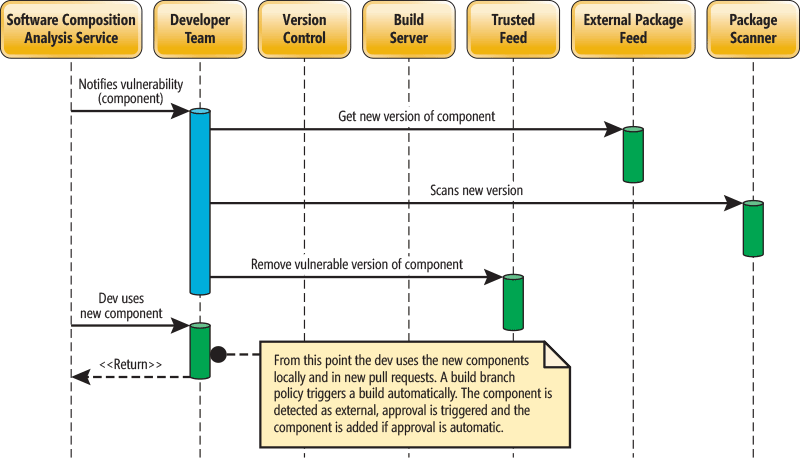 Software Composition
Analysis Service
Developer
Team
Version
Control
Build
Server
Trusted
Feed
External Package
Feed
Package
Scanner
Notifies vulnerability
(component)
Get new version of component
Scans new version
Remove vulnerable version of component
Dev uses
new component
<<Return>>
From this point the dev uses the new components
locally and in new pull requests. A build branch
policy triggers a build automatically. The component is
detected as external, approval is triggered and the
component is added if approval is automatic.